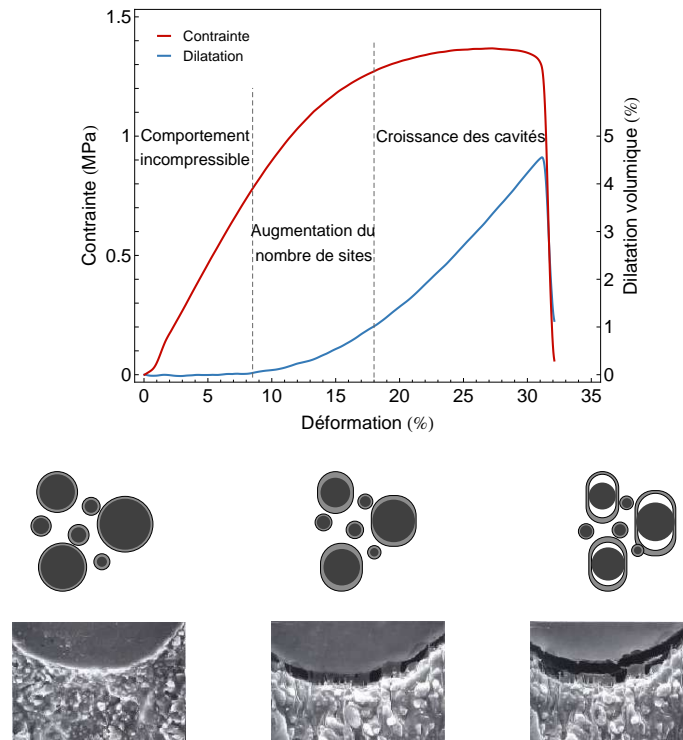 1.5
Contrainte
Dilatation
Comportement
incompressible
Croissance des cavités
1
5
4
Augmentation du
nombre de sites
3
0.5
2
1
0
0
Contrainte (MPa)
Dilatation volumique (%)
0
5
10
15
20
25
30
35
Déformation (%)